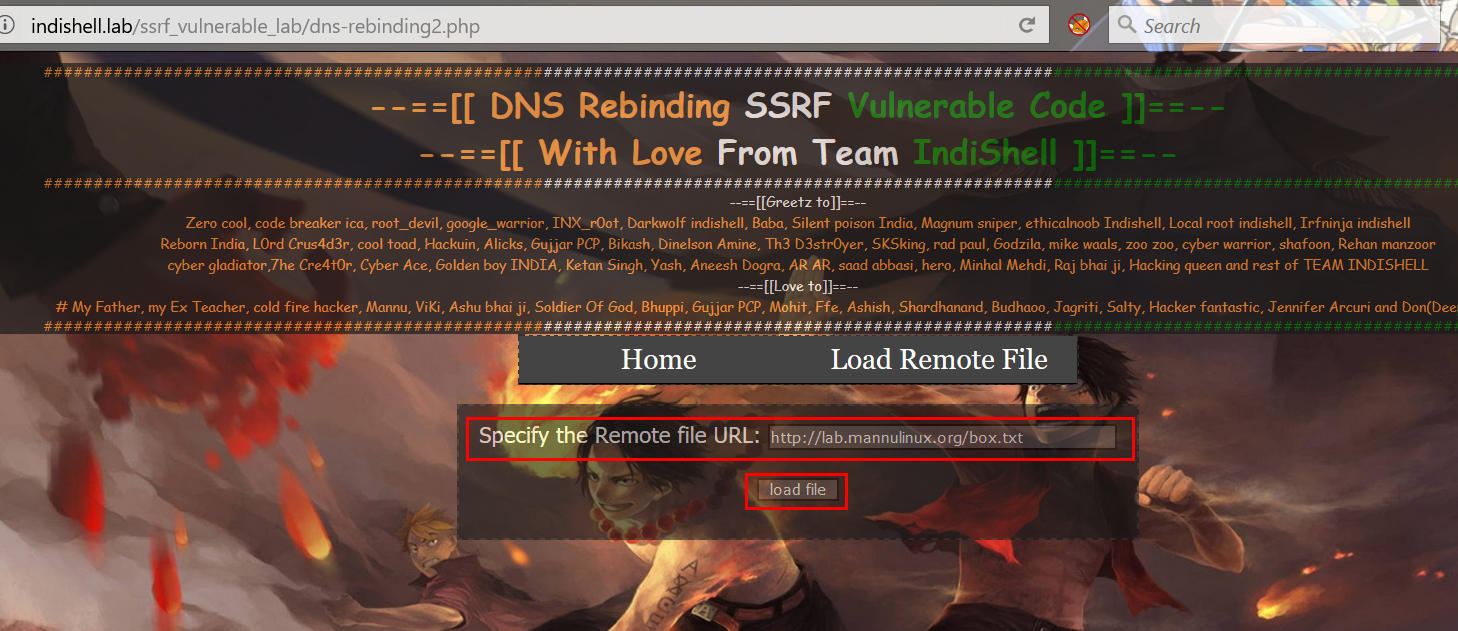 indishell.lab/ssrf_vulnerable_lab/dns-rebinding2.php
Search
--==[[ DNS Rebinding SSRF Vulnerable Code ]]==--
--==[[ With Love From Team IndiShell ]]==--
--==[[Greetz to]]==--
Zero cool, code breaker ica, root_devil, google_warrior, INX_r0ot, Darkwolf indishell, Baba, Silent poison India, Magnum sniper, ethicalnoob Indishell, Local root indishell, Irfninja indishell
Reborn India, L0rd Crus4d3r, cool toad, Hackuin, Alicks, Gujjar PCP, Bikash, Dinelson Amine, Th3 D3str0yer, SKSking, rad paul, Godzila, mike waals, zoo zoo, cyber warrior, shafoon, Rehan manzoor
cyber gladiator,7he Cre4t0r, Cyber Ace, Golden boy INDIA, Ketan Singh, Yash, Aneesh Dogra, AR AR, saad abbasi, hero, Minhal Mehdi, Raj bhai ji, Hacking queen and rest of TEAM INDISHELL
--==[[Love to]]==--
# My Father, my Ex Teacher, cold fire hacker, Mannu, ViKi, Ashu bhai ji, Soldier Of God, Bhuppi, Gujjar PCP, Mohit, Ffe, Ashish, Shardhanand, Budhaoo, Jagriti, Salty, Hacker fantastic, Jennifer Arcuri and Don(Dee
Home
Load Remote File
Specify the Remote file URL: http://lab.mannulinux.org/box.txt
load file